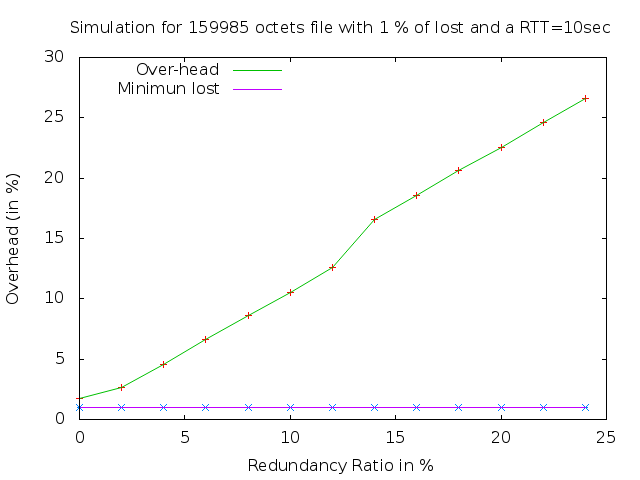 Simulation for 159985 octets file with 1 % of lost and a RTT=10sec
Over-head
Minimun lost
30
25
20
15
10
5
0
Overhead (in %)
0 5 10 15 20 25
Redundancy Ratio in %